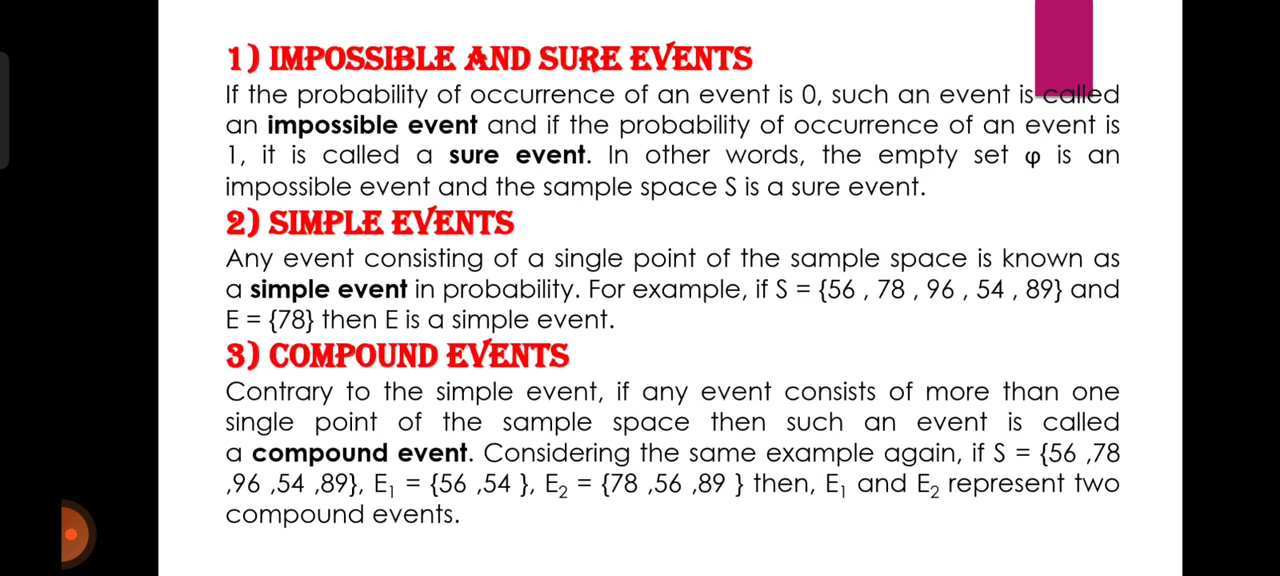 1) IMPOSSIBLE AND SURE EVENTS
If the probability of occurrence of an event is 0, such an event is called
an impossible event and if the probability of occurrence of an event is
1, it is called a sure event. In other words, the empty set φ is an
impossible event and the sample space S is a sure event.
2) SIMPLE EVENTS
Any event consisting of a single point of the sample space is known as
a simple event in probability. For example, if S = {56 , 78 , 96 , 54 , 89} and
E = {78} then E is a simple event.
3) COMPOUND EVENTS
Contrary to the simple event, if any event consists of more than one
single point of the sample space then such an event is called
a compound event. Considering the same example again, if S = {56 ,78
,96 ,54 ,89}, E₁ = {56 ,54 }, E₂ = {78 ,56 ,89 } then, E₁ and E₂ represent two
compound events.